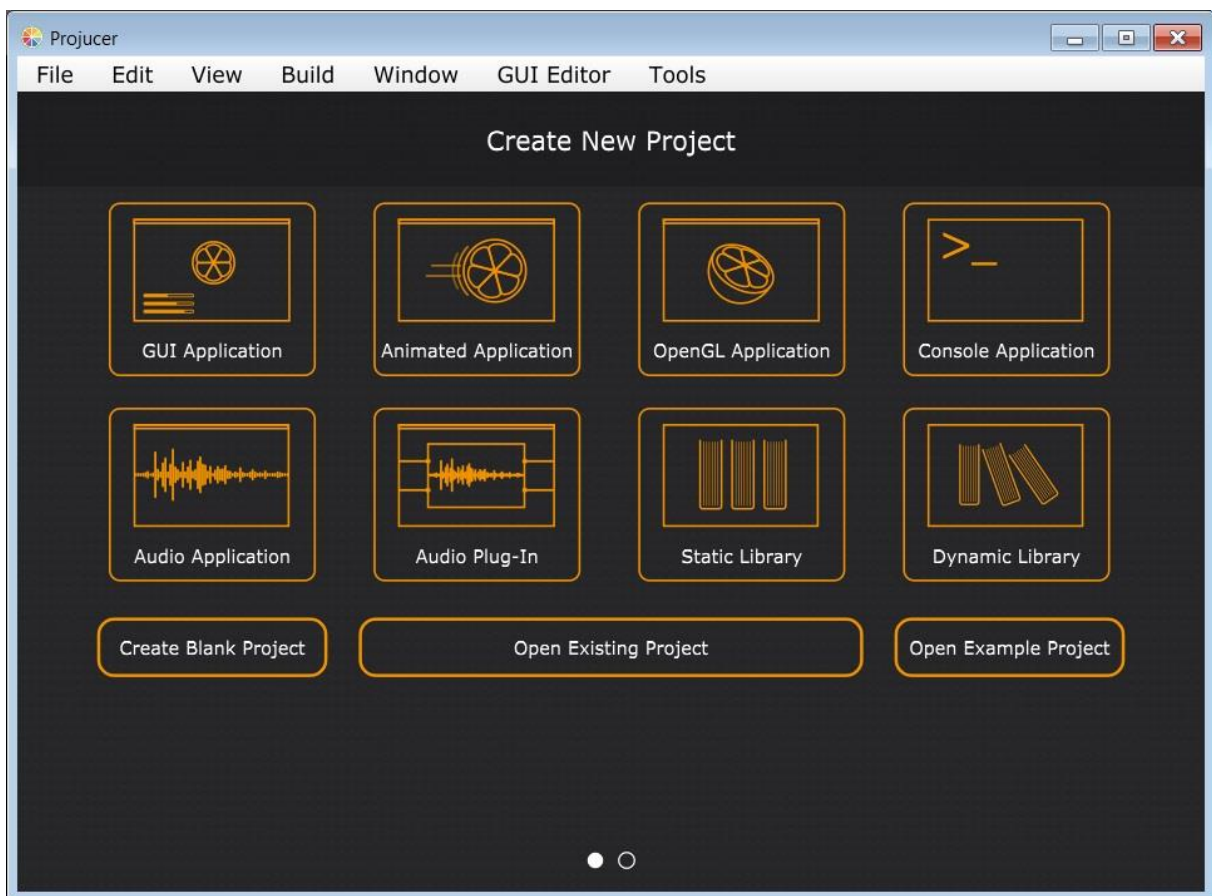 Projucer
File Edit View Build Window GUI Editor Tools
Create New Project
GUI Application Animated Application OpenGL Application Console Application
>_
Audio Application Audio Plug-In Static Library Dynamic Library
Create Blank Project Open Existing Project Open Example Project